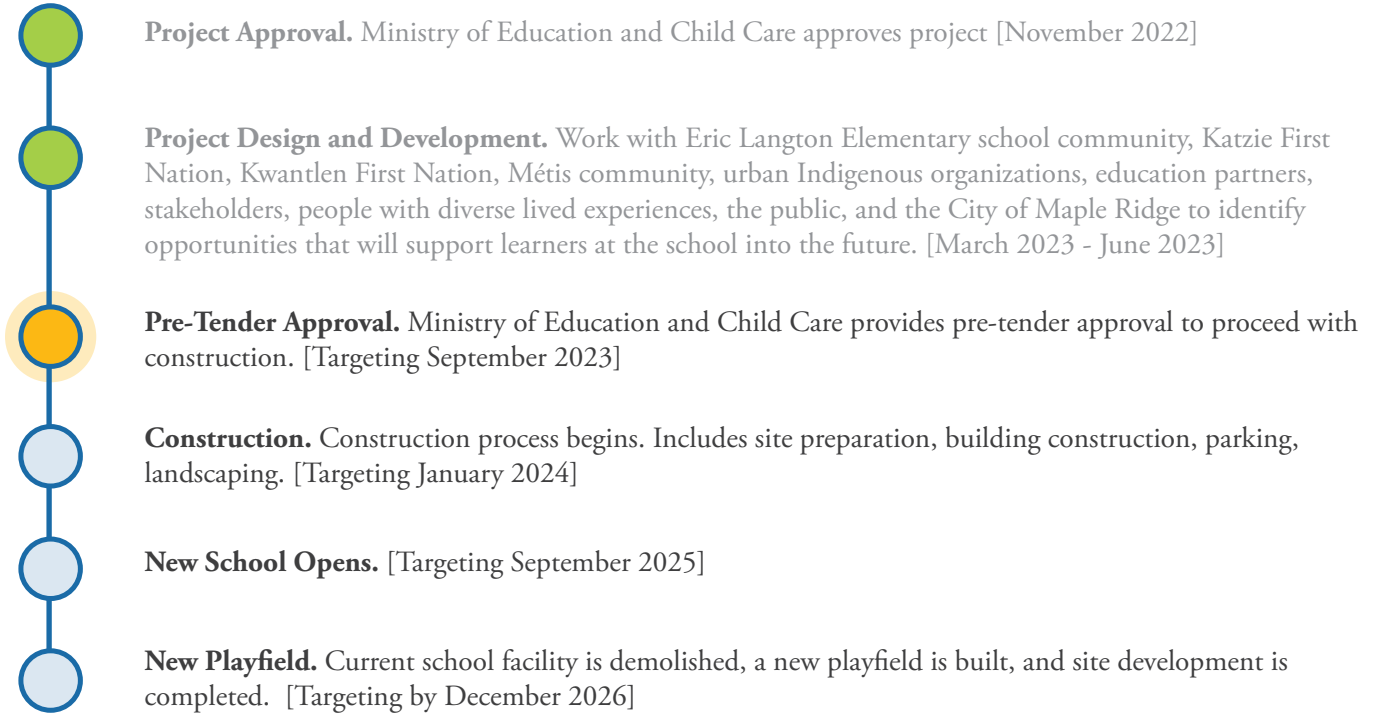 Project Approval. Ministry of Education and Child Care approves project [November 2022]
Project Design and Development. Work with Eric Langton Elementary school community, Katzie First
Nation, Kwantlen First Nation, Métis community, urban Indigenous organizations, education partners,
stakeholders, people with diverse lived experiences, the public, and the City of Maple Ridge to identify
opportunities that will support learners at the school into the future. [March 2023 - June 2023]
Pre-Tender Approval. Ministry of Education and Child Care provides pre-tender approval to proceed with
construction. [Targeting September 2023]
Construction. Construction process begins. Includes site preparation, building construction, parking,
landscaping. [Targeting January 2024]
New School Opens. [Targeting September 2025]
New Playfield. Current school facility is demolished, a new playfield is built, and site development is
completed.  [Targeting by December 2026]